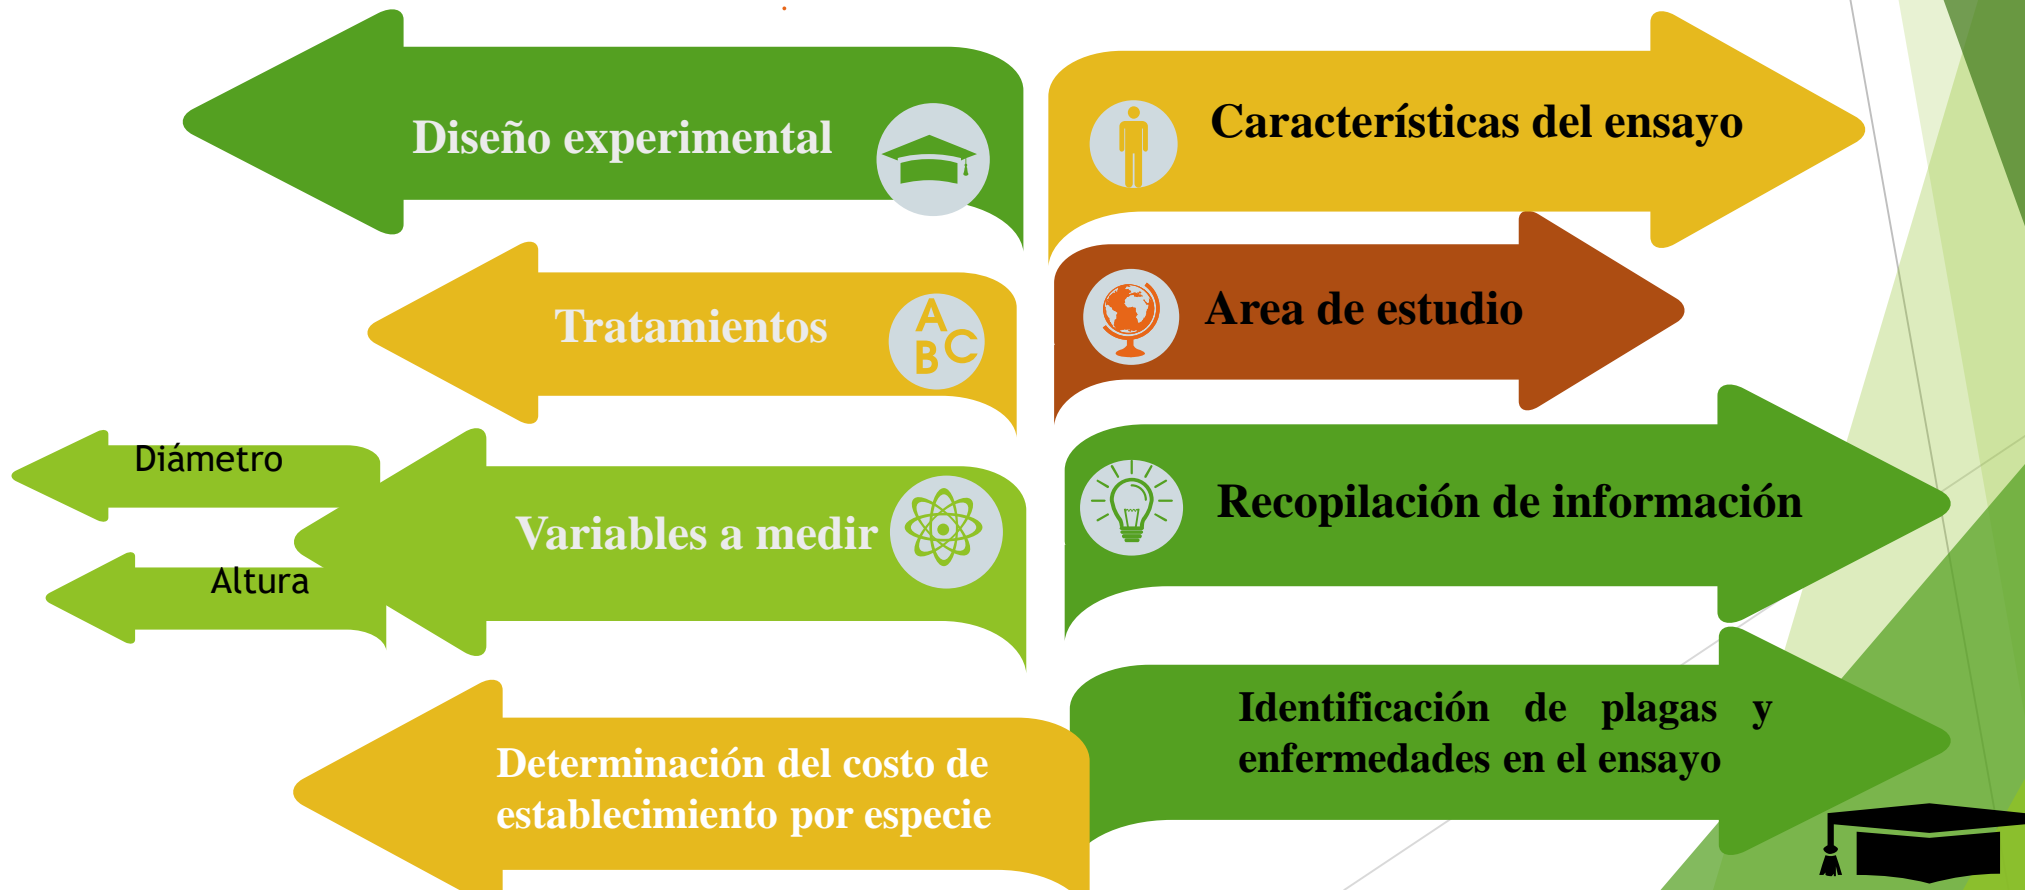 Diseño experimental
Características del ensayo
Tratamientos
A
B
C
Area de estudio
Diámetro
Altura
Variables a medir
Recopilación de información
Determinación del costo de
establecimiento por especie
Identificación de plagas y
enfermedades en el ensayo